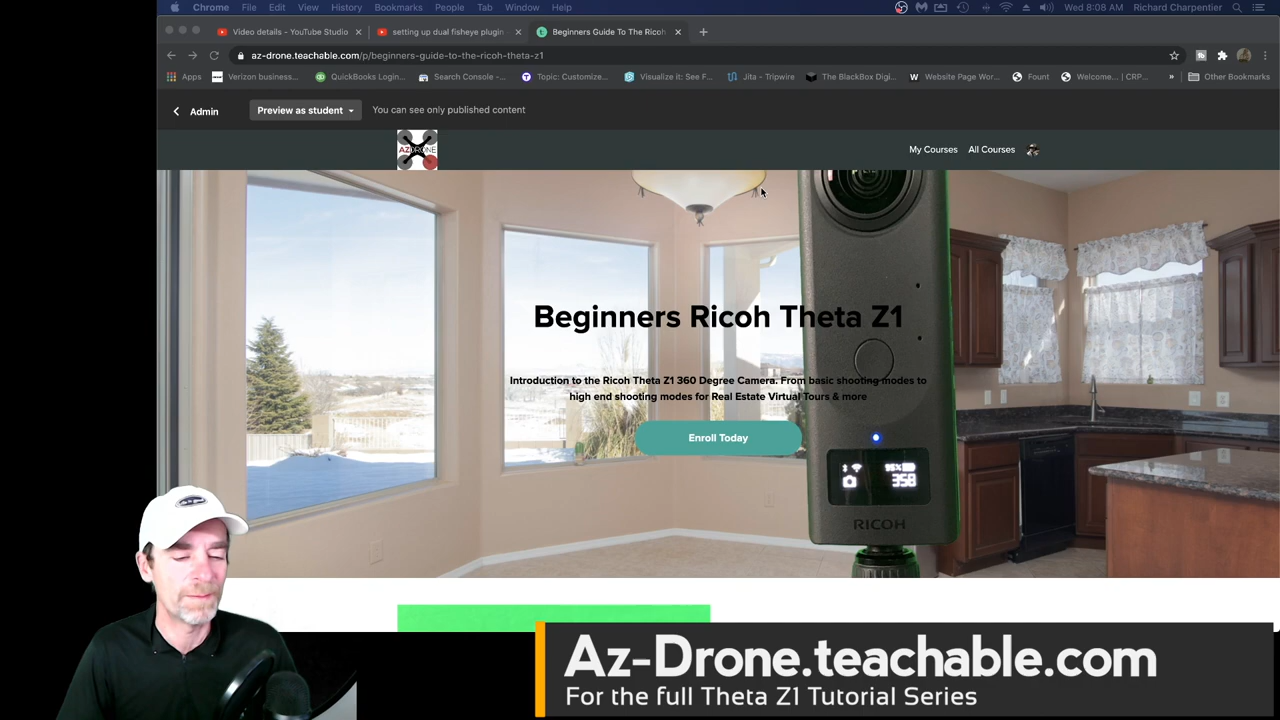 Chrome File Edit View History Bookmarks People Tab Window Help Wed 8:08 AM Richard Charpentier
Video details - YouTube Studio
setting up dual fisheye plugin
Beginners Guide To The Ricoh
az-drone.teachable.com/p/beginners-guide-to-the-ricoh-theta-z1
Apps Verizon business... QuickBooks Login... Search Console -... Topic: Customize... Visualize it: See F... Jita - Tripwire The BlackBox Digi... Website Page Wor... Fount Welcome... | CRP... » Other Bookmarks
Admin Preview as student You can see only published content
AZDRONE
My Courses All Courses
Beginners Ricoh Theta Z1
Introduction to the Ricoh Theta Z1 360 Degree Camera. From basic shooting modes to
high end shooting modes for Real Estate Virtual Tours & more
Enroll Today
95%
358
RICOH
Az-Drone.teachable.com
For the full Theta Z1 Tutorial Series